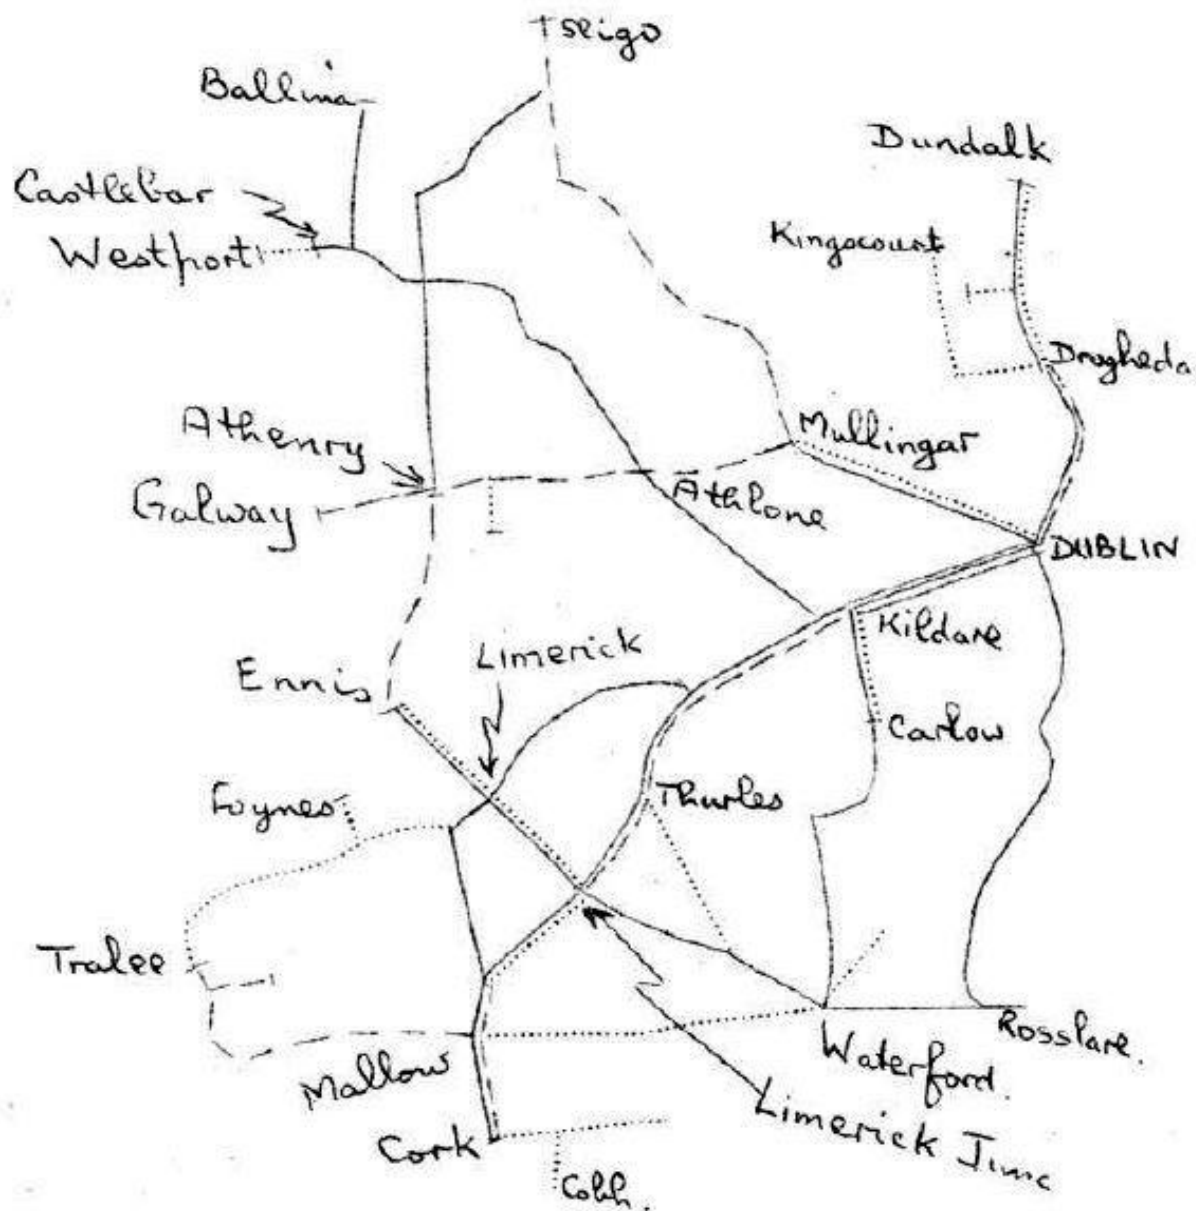 Sligo
Ballina
Dundalk
Castlebar
Kingscourt
Westport
Drogheda
Mullingar
Athenry
Galway
Athlone
DUBLIN
Kildare
Limerick
Ennis
Carlow
Foynes
Thurles
Tralee
Rosslare.
Waterford.
Mallow
Limerick Junc
Cork
Cobh.